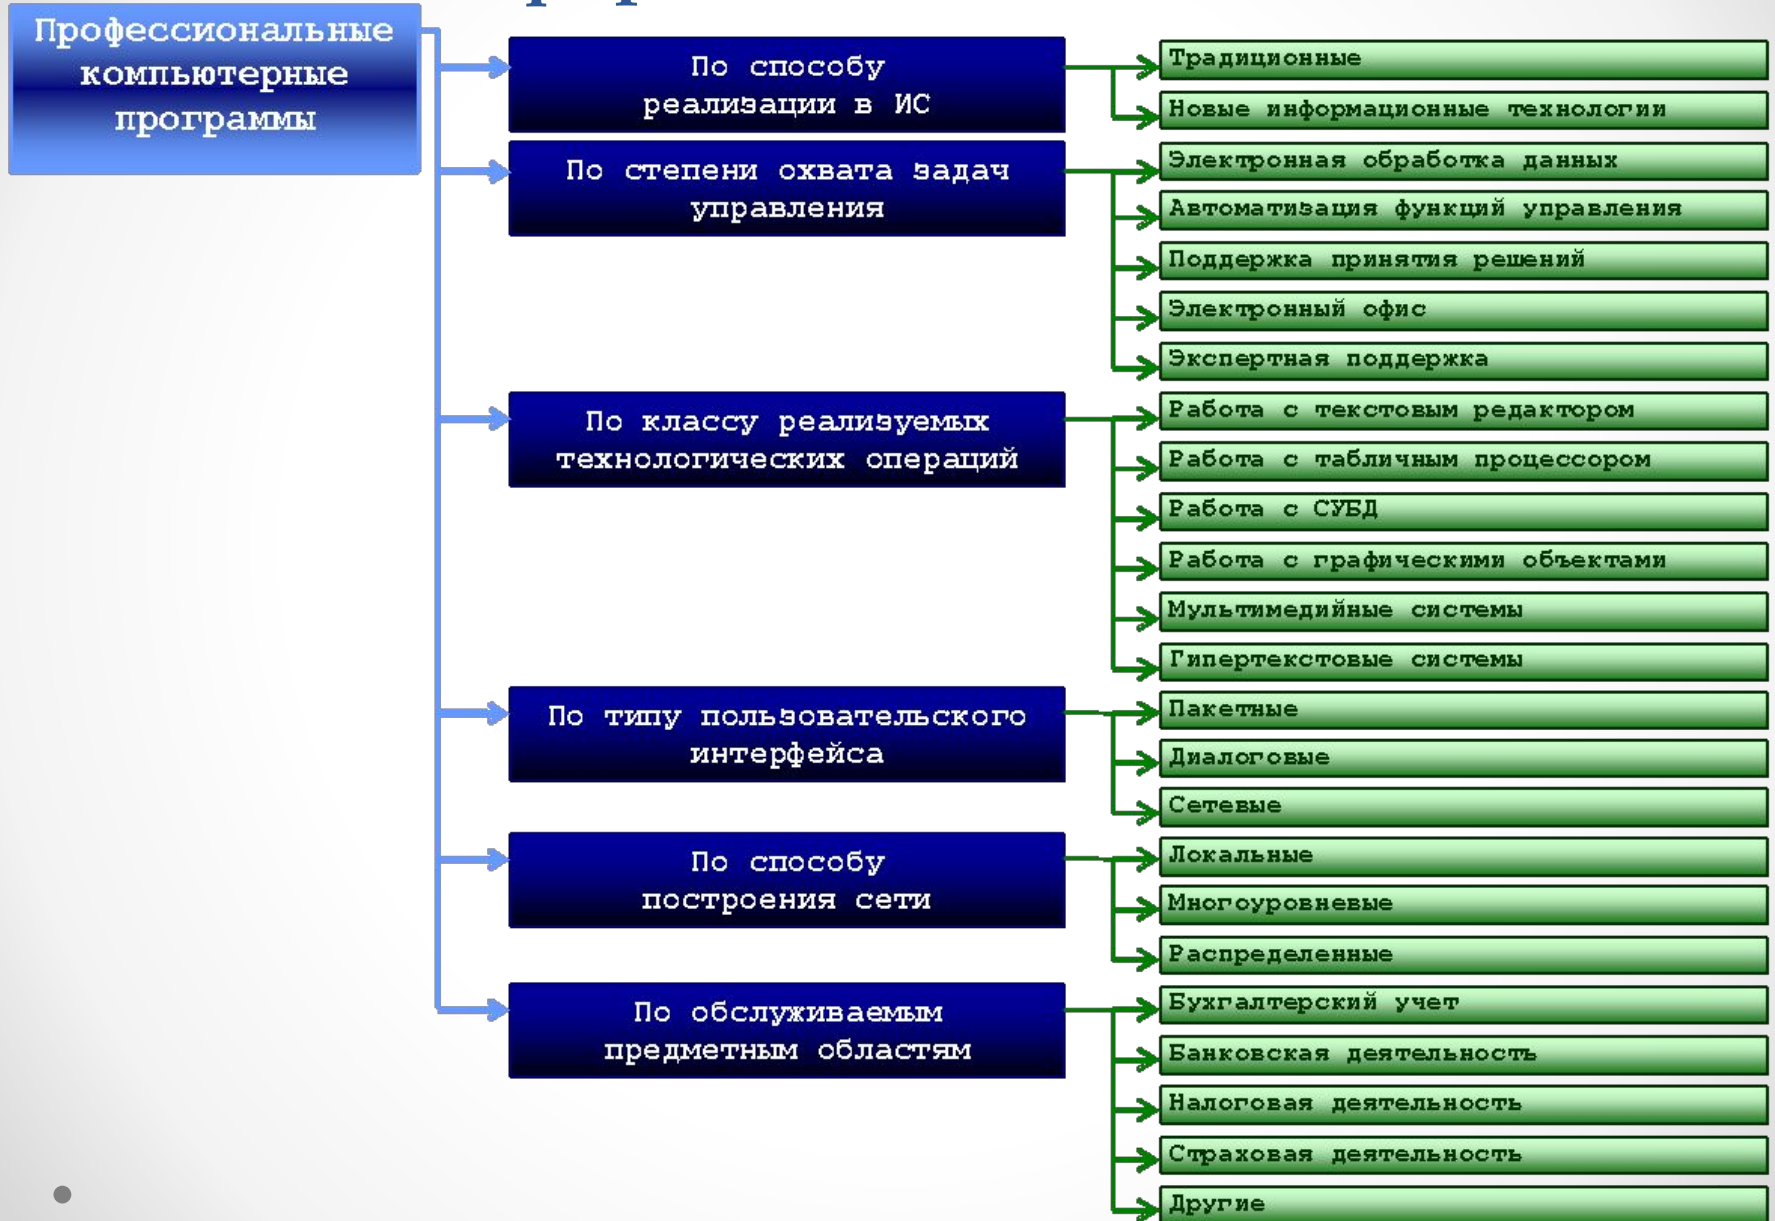 Профессиональные
компьютерные
программы
По способу
реализации в ИС
Традиционные
Новые информационные технологии
По степени охвата задач
управления
Электронная обработка данных
Автоматизация функций управления
Поддержка принятия решений
Электронный офис
Экспертная поддержка
По классу реализуемых
технологических операций
Работа с текстовым редактором
Работа с табличным процессором
Работа с СУБД
Работа с графическими объектами
Мультимедийные системы
Гипертекстовые системы
По типу пользовательского
интерфейса
Пакетные
Диалоговые
Сетевые
По способу
построения сети
Локальные
Многоуровневые
Распределенные
По обслуживаемым
предметным областям
Бухгалтерский учет
Банковская деятельность
Налоговая деятельность
Страховая деятельность
Другие